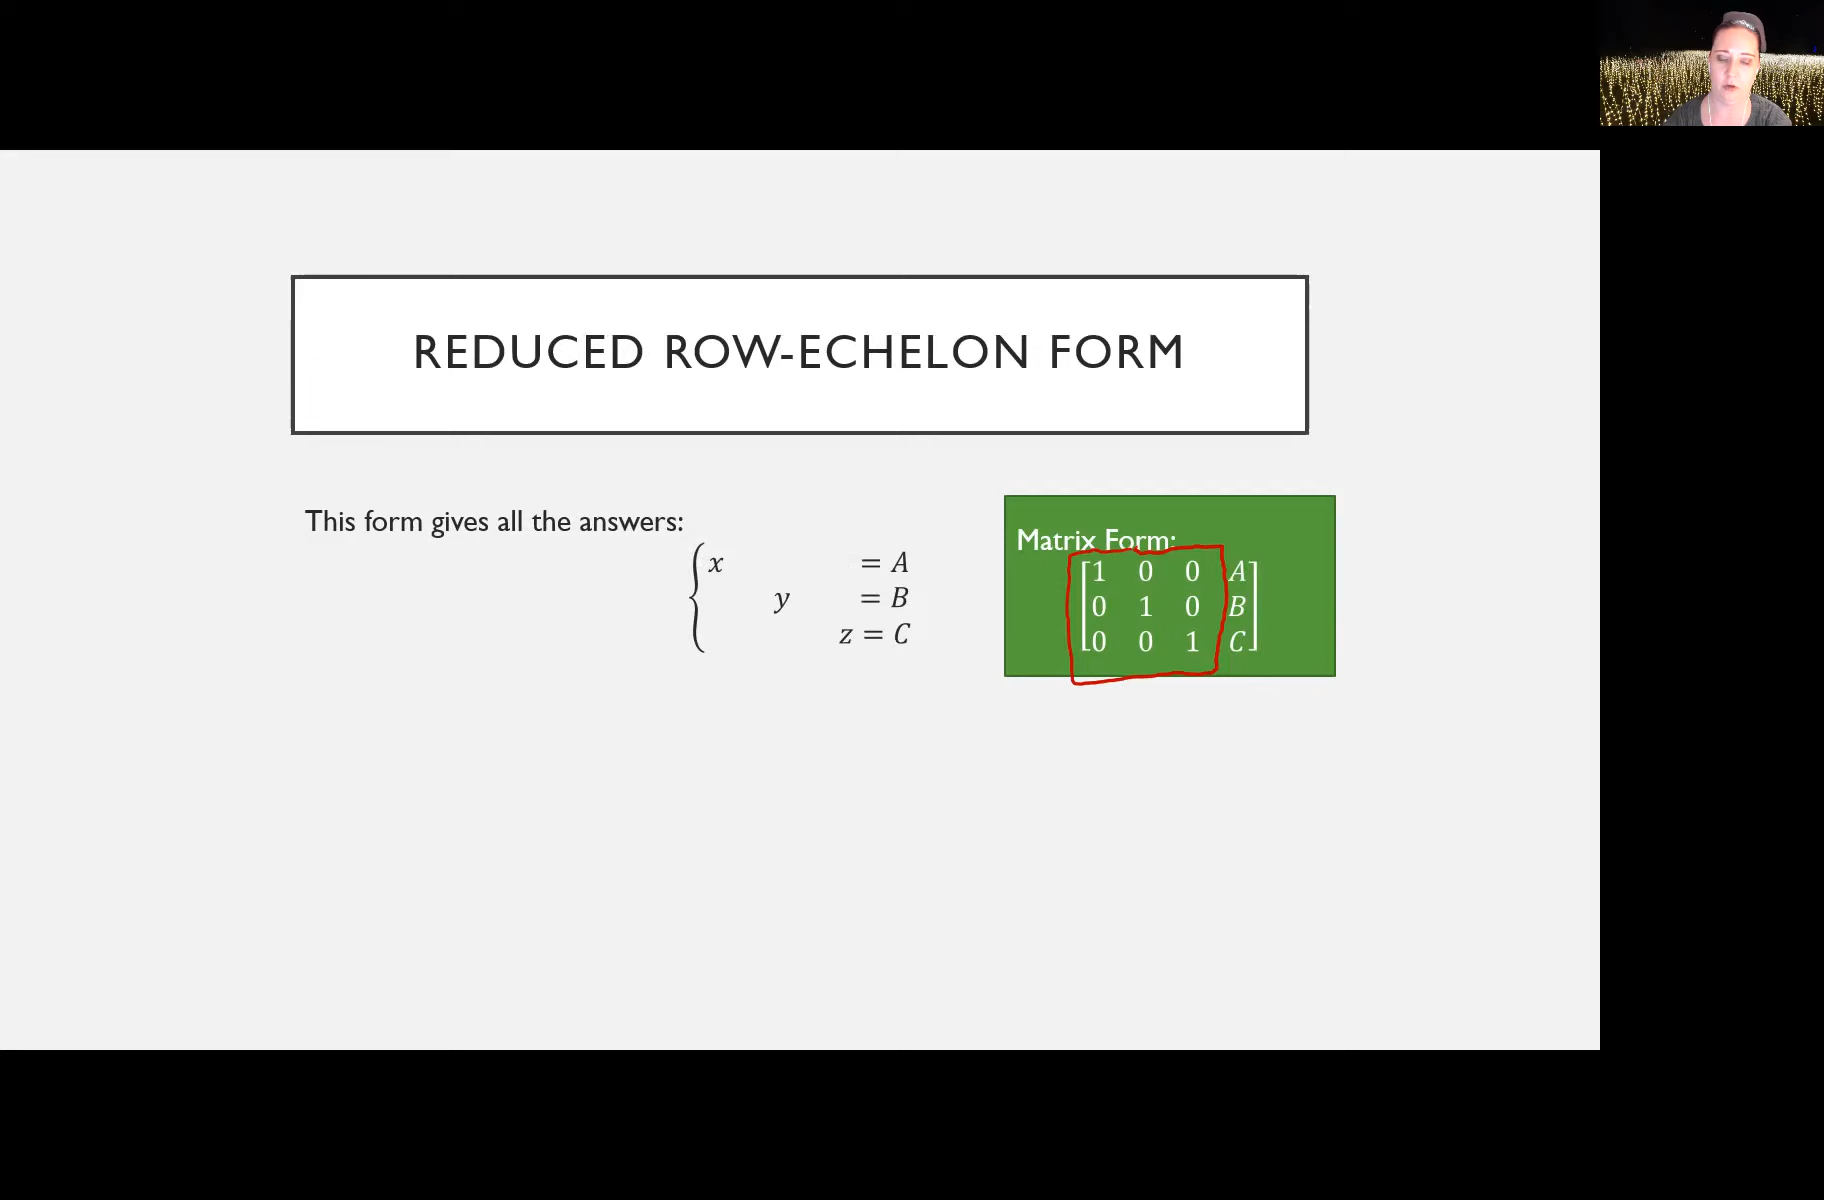 REDUCED ROW-ECHELON FORM
This form gives all the answers:
x = A
y = B
z = C
Matrix Form:
1 0 0 A
0 1 0 B
0 0 1 C